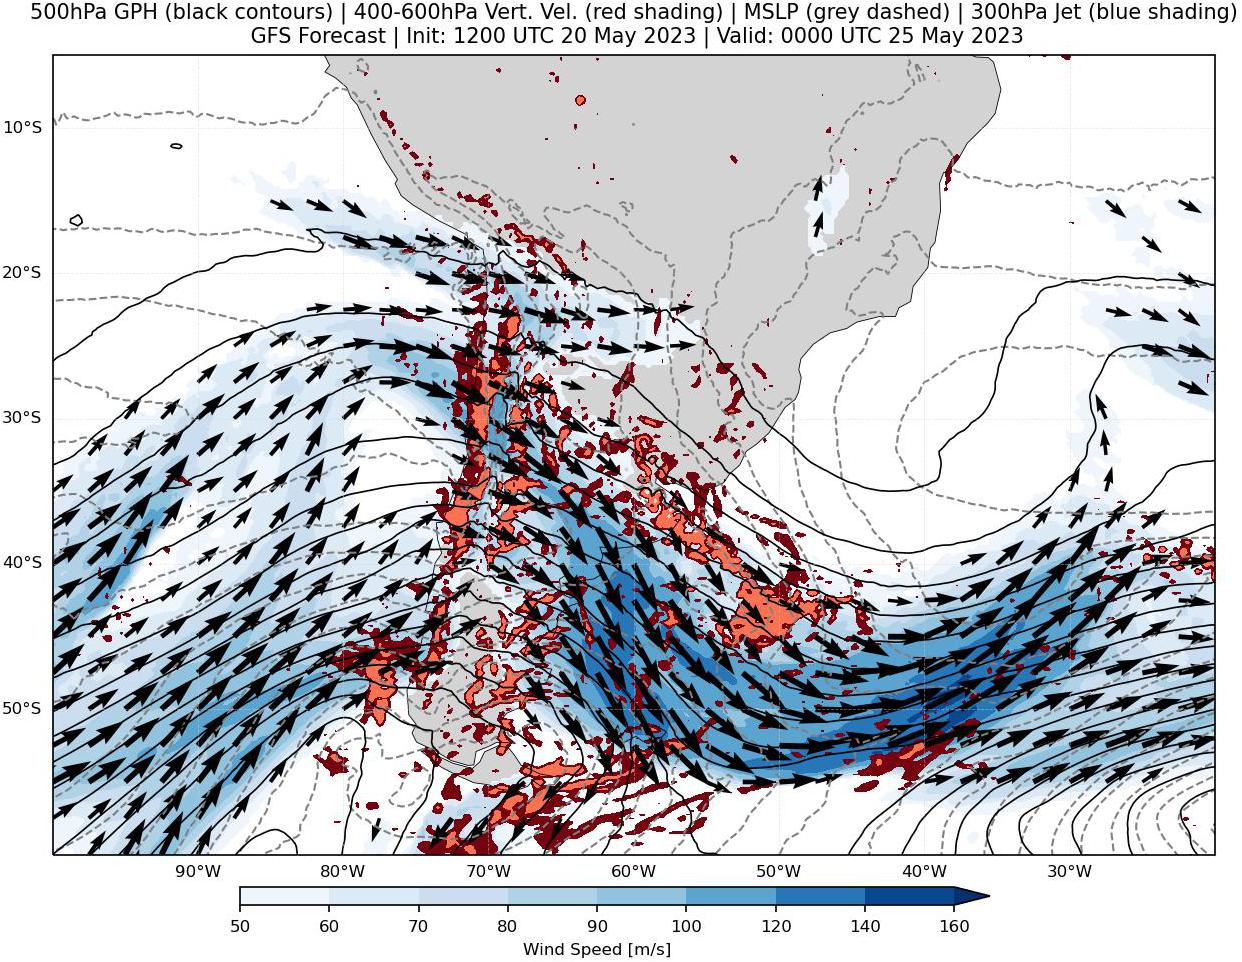 500hPa GPH (black contours) | 400-600hPa Vert. Vel. (red shading) | MSLP (grey dashed) | 300hPa Jet (blue shading)
GFS Forecast | Init: 1200 UTC 20 May 2023 | Valid: 0000 UTC 25 May 2023
10°S
20°S
30°S
40°S
50°S
90°W 80°W 70°W 60°W 50°W 40°W 30°W
50 60 70 80 90 100 120 140 160
Wind Speed [m/s]